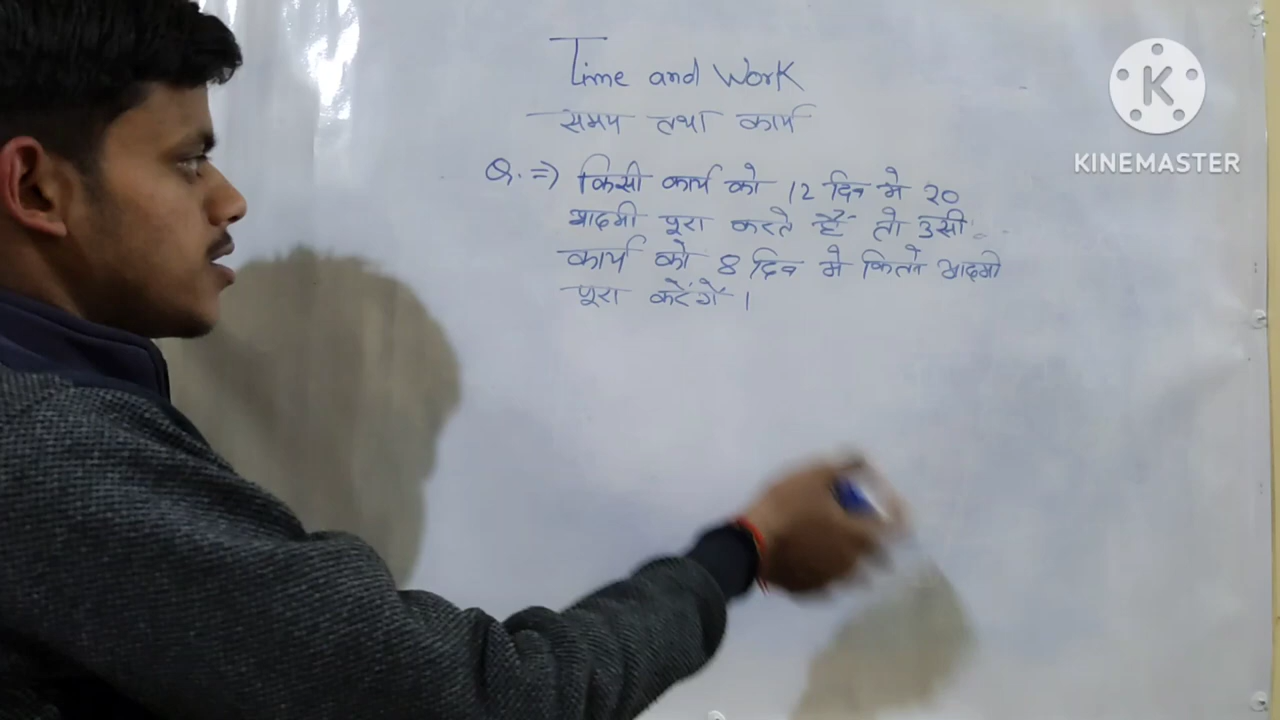 Time and Work
समय तथा कार्य
Q. => किसी कार्य को 12 दिन मे 20
आदमी पूरा करते हैं तो उसी
कार्य को 8 दिन मे कितने आदमी
पूरा करेंगें ।
K
KINEMASTER